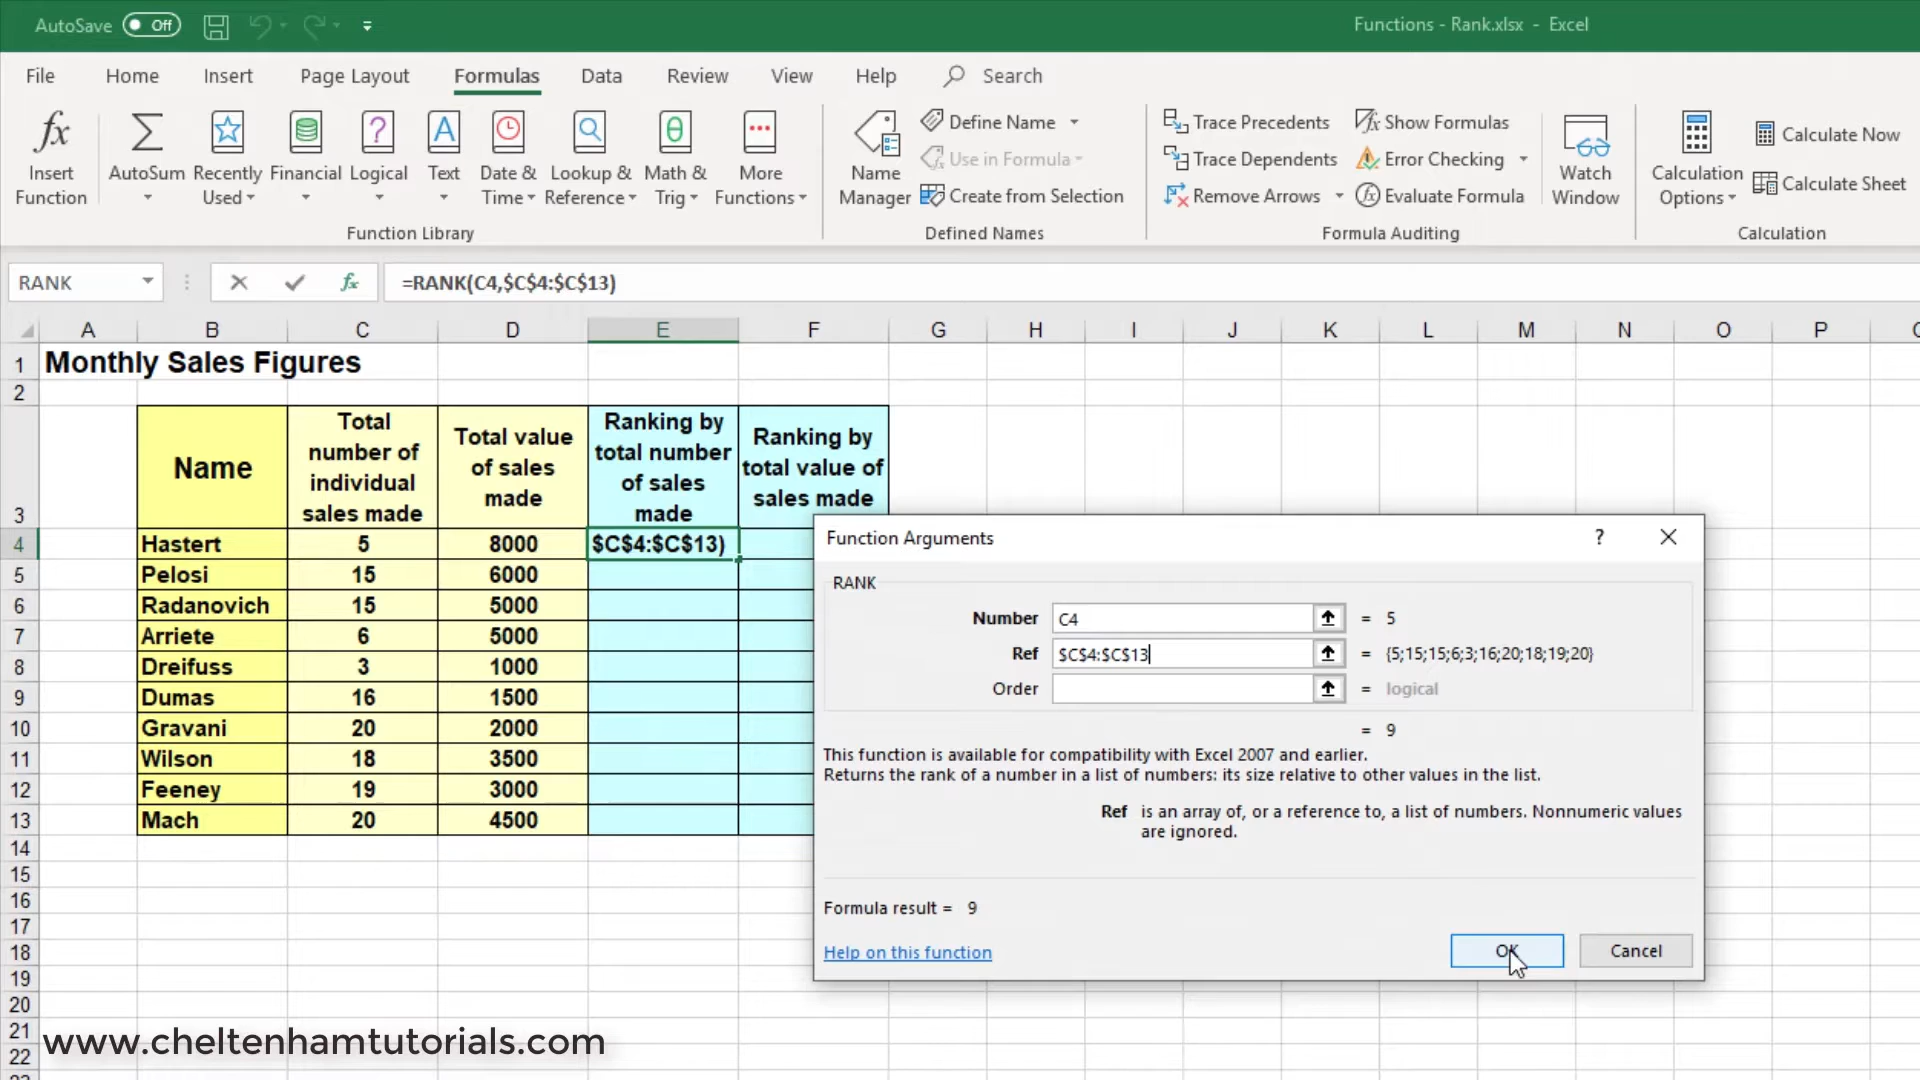 AutoSave Off Functions - Rank.xlsx - Excel
File Home Insert Page Layout Formulas Data Review View Help Search
Insert Function
AutoSum
Recently Used
Financial
Logical
Text
Date & Time
Lookup & Reference
Math & Trig
More Functions
Function Library
Name Manager
Define Name
Use in Formula
Create from Selection
Defined Names
Trace Precedents
Trace Dependents
Remove Arrows
Show Formulas
Error Checking
Evaluate Formula
Formula Auditing
Watch Window
Calculation Options
Calculate Now
Calculate Sheet
Calculation
RANK fx =RANK(C4,$C$4:$C$13)
A B C D E F G H I J K L M N O P
1 Monthly Sales Figures
2
3 Name
Total number of individual sales made
Total value of sales made
Ranking by total number of sales made
Ranking by total value of sales made
4 Hastert 5 8000 $C$4:$C$13)
5 Pelosi 15 6000
6 Radanovich 15 5000
7 Arriete 6 5000
8 Dreifuss 3 1000
9 Dumas 16 1500
10 Gravani 20 2000
11 Wilson 18 3500
12 Feeney 19 3000
13 Mach 20 4500
14
15
16
17
18
19
20
21
22
Function Arguments ?
RANK
Number C4 = 5
Ref $C$4:$C$13 = {5;15;15;6;3;16;20;18;19;20}
Order = logical
= 9
This function is available for compatibility with Excel 2007 and earlier.
Returns the rank of a number in a list of numbers: its size relative to other values in the list.
Ref is an array of, or a reference to, a list of numbers. Nonnumeric values
are ignored.
Formula result = 9
Help on this function
OK Cancel
www.cheltenhamtutorials.com